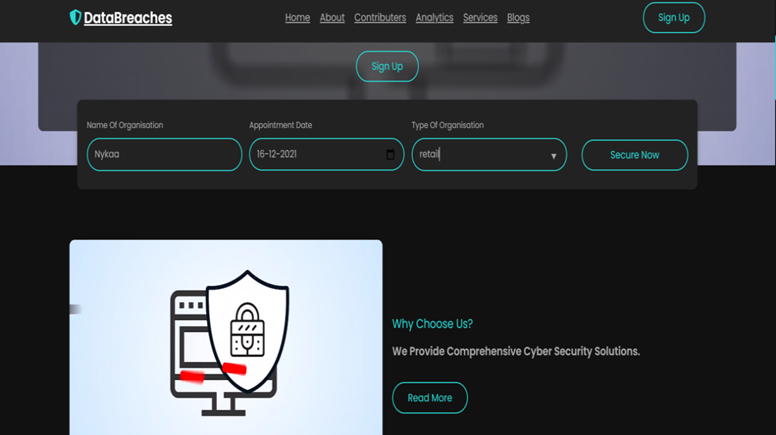 DataBreaches
Home About Contributers Analytics Services Blogs
Sign Up
Sign Up
Name Of Organisation Appointment Date Type Of Organisation
Nykaa 16-12-2021 retail Secure Now
Why Choose Us?
We Provide Comprehensive Cyber Security Solutions.
Read More